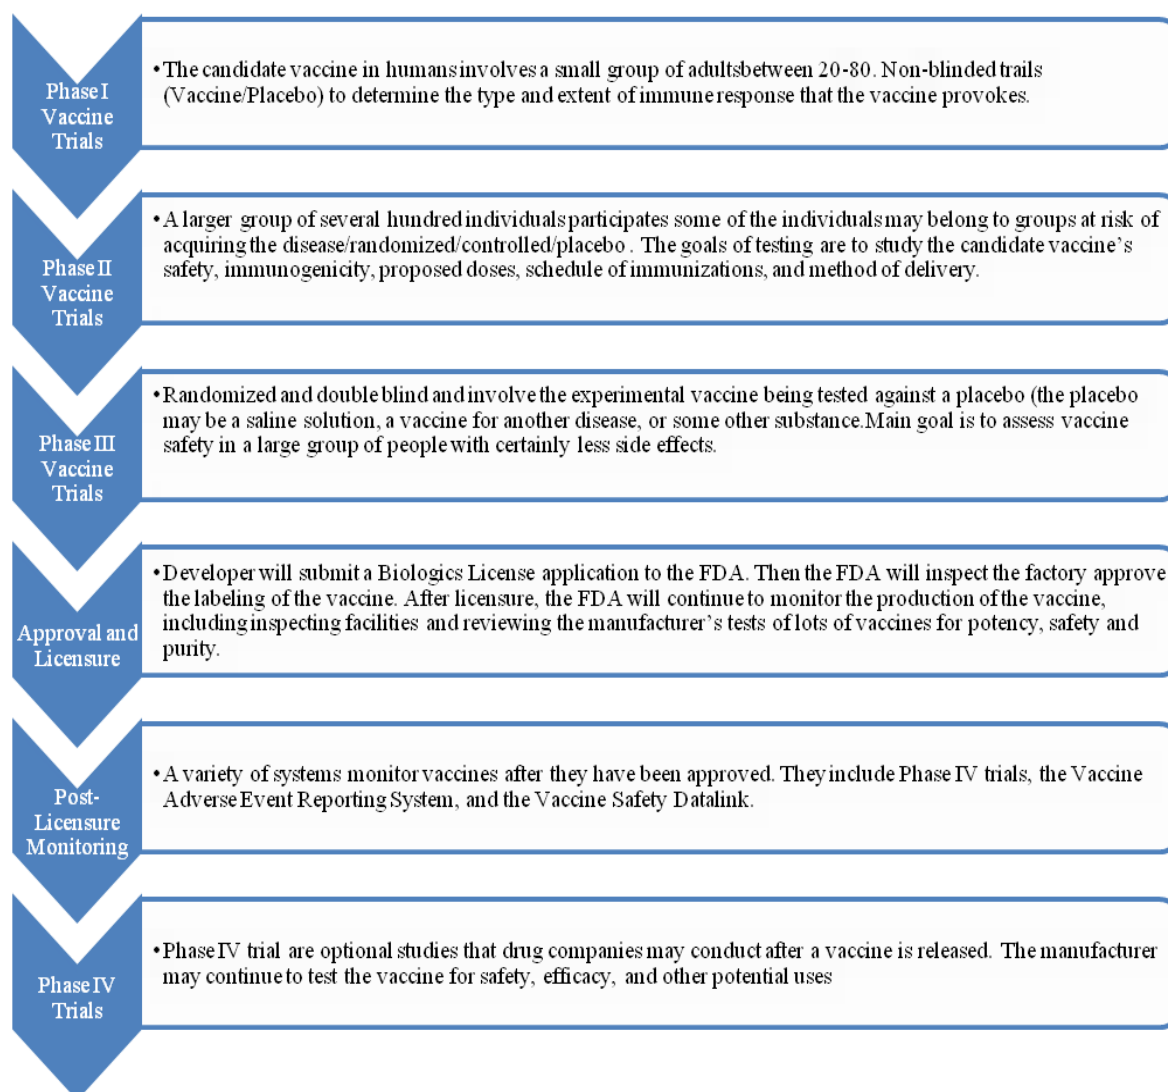 Phase I
Vaccine
Trials
•The candidate vaccine in humans involves a small group of adultsbetween 20-80. Non-blinded trails
(Vaccine/Placebo) to determine the type and extent of immune response that the vaccine provokes.
Phase II
Vaccine
Trials
•A larger group of several hundred individuals participates some of the individuals may belong to groups at risk of
acquiring the disease/randomized/controlled/placebo . The goals of testing are to study the candidate vaccine's
safety, immunogenicity, proposed doses, schedule of immunizations, and method of delivery.
Phase III
Vaccine
Trials
•Randomized and double blind and involve the experimental vaccine being tested against a placebo (the placebo
may be a saline solution, a vaccine for another disease, or some other substance.Main goal is to assess vaccine
safety in a large group of people with certainly less side effects.
Approval and
Licensure
•Developer will submit a Biologics License application to the FDA. Then the FDA will inspect the factory approve
the labeling of the vaccine. After licensure, the FDA will continue to monitor the production of the vaccine,
including inspecting facilities and reviewing the manufacturer's tests of lots of vaccines for potency, safety and
purity.
Post-
Licensure
Monitoring
•A variety of systems monitor vaccines after they have been approved. They include Phase IV trials, the Vaccine
Adverse Event Reporting System, and the Vaccine Safety Datalink.
Phase IV
Trials
•Phase IV trial are optional studies that drug companies may conduct after a vaccine is released. The manufacturer
may continue to test the vaccine for safety, efficacy, and other potential uses